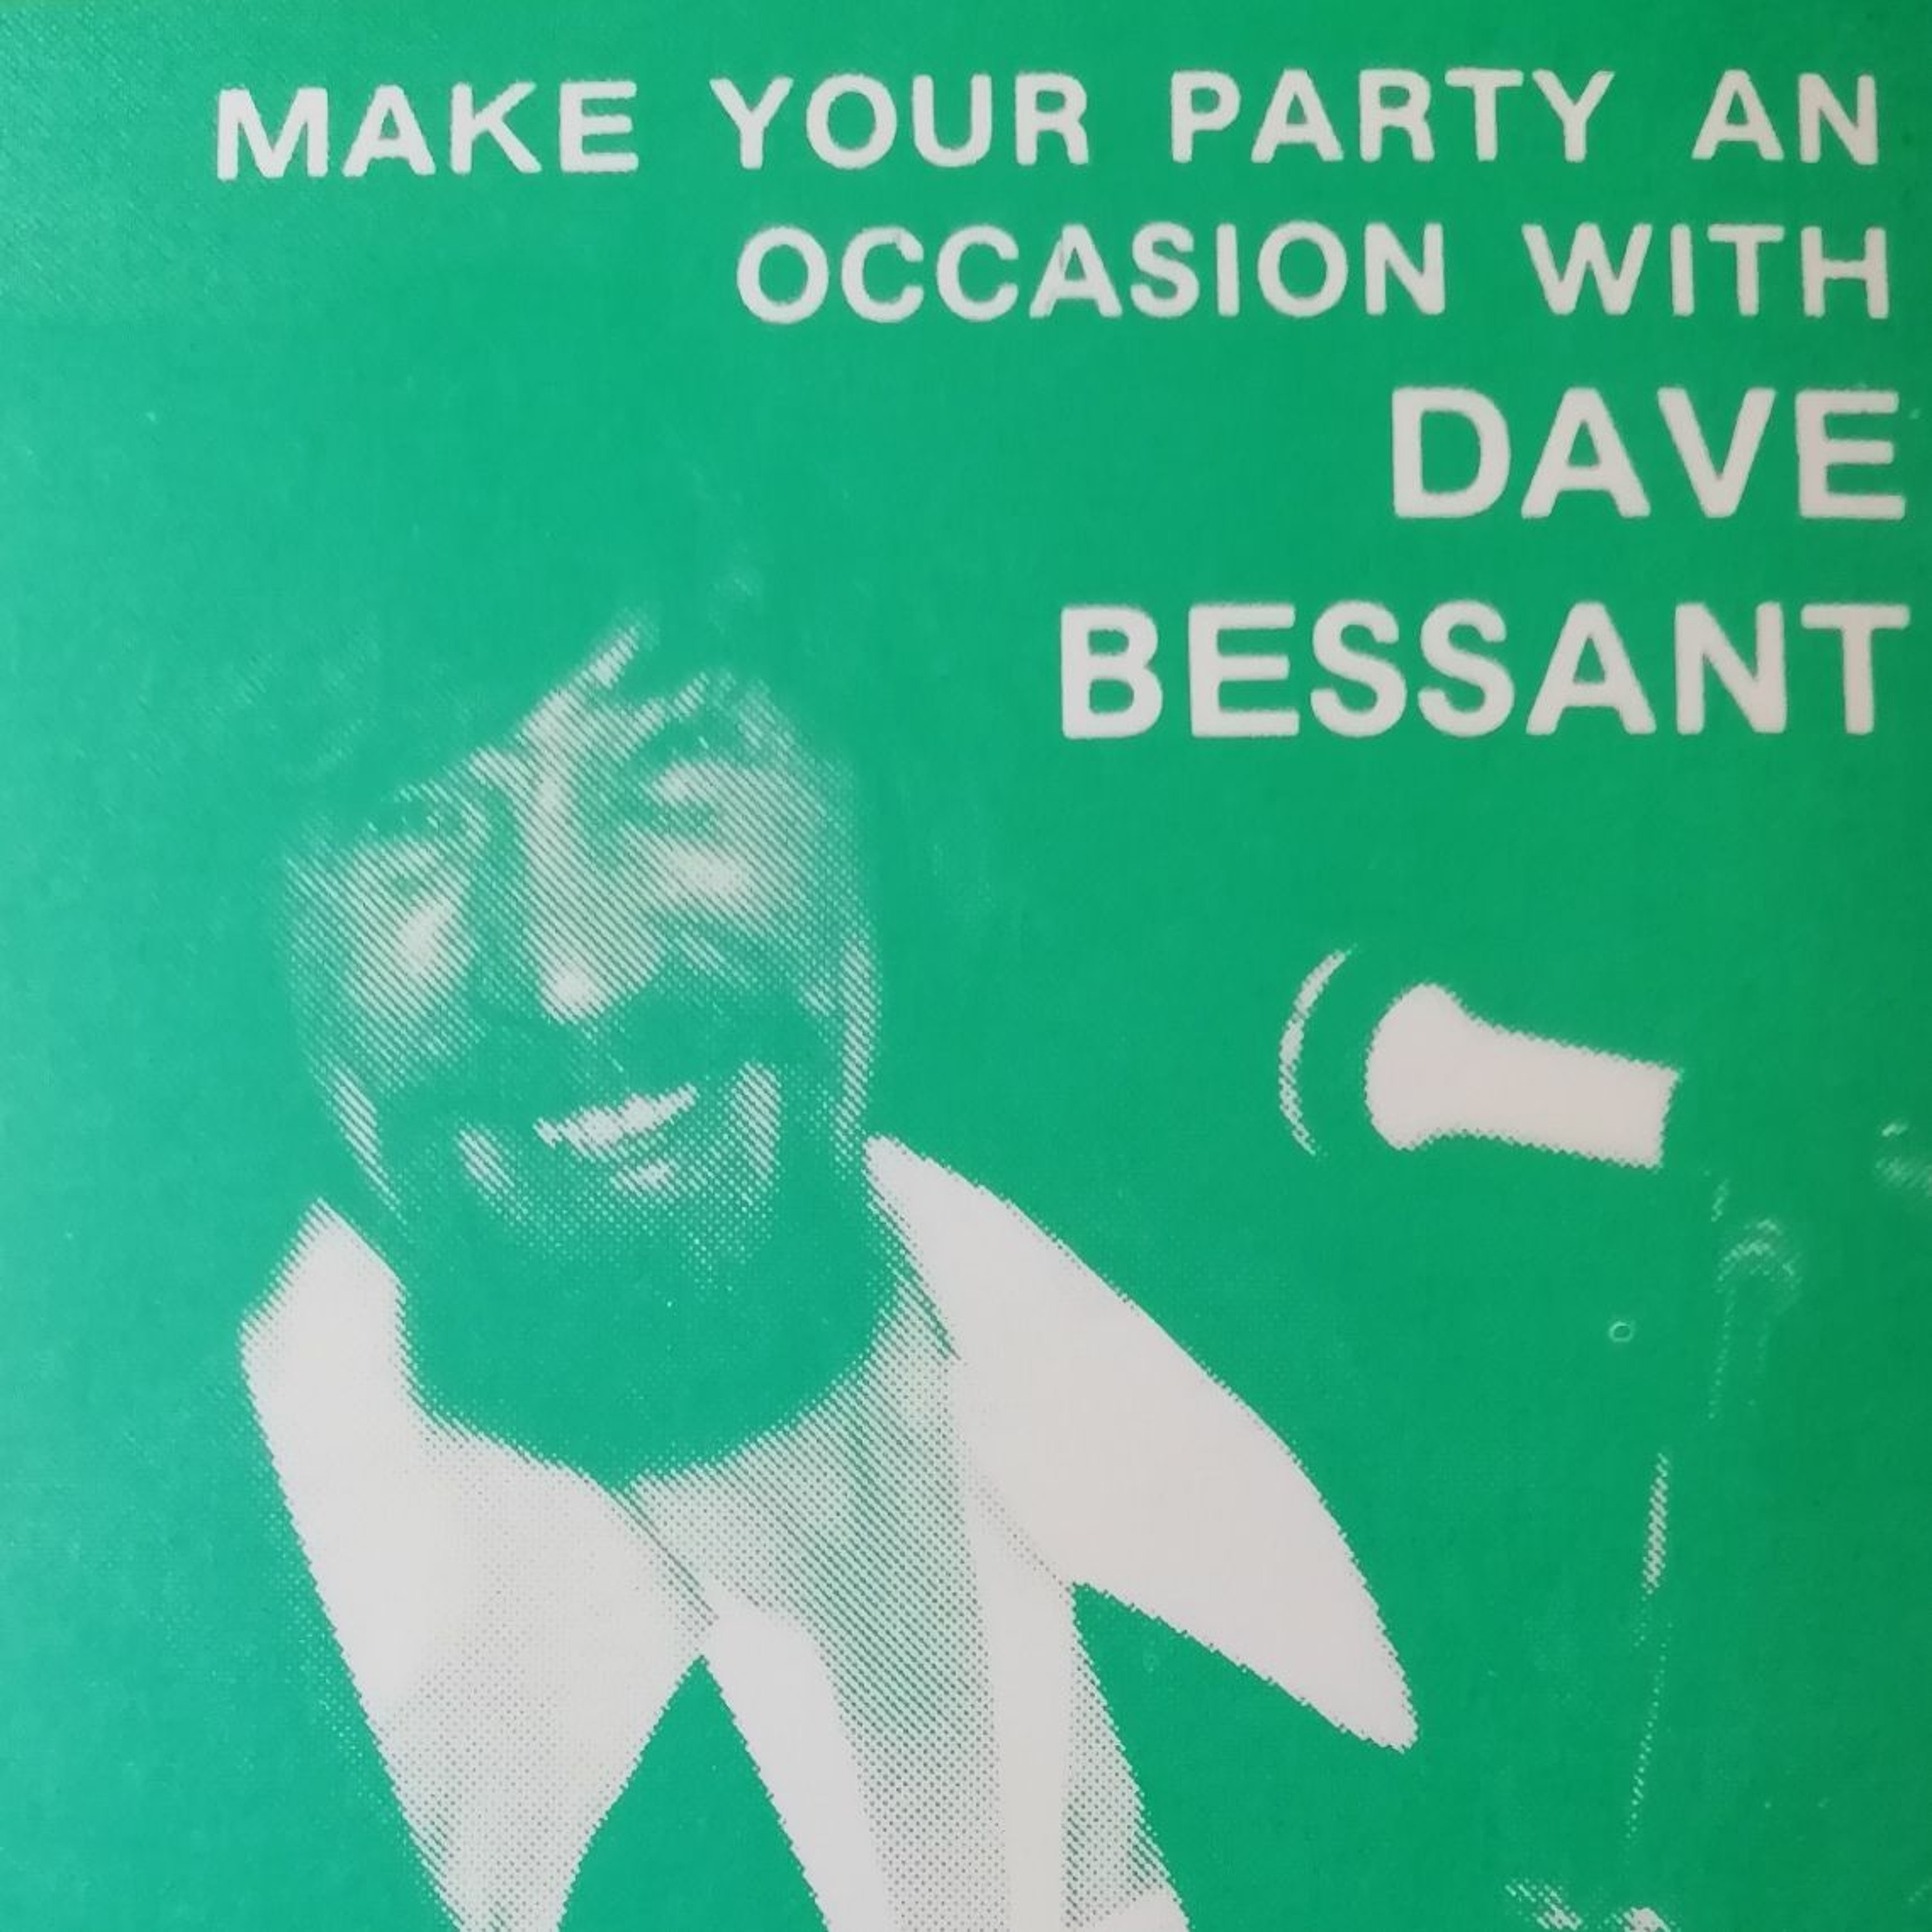 MAKE YOUR PARTY AN
OCCASION WITH
DAVE
BESSANT